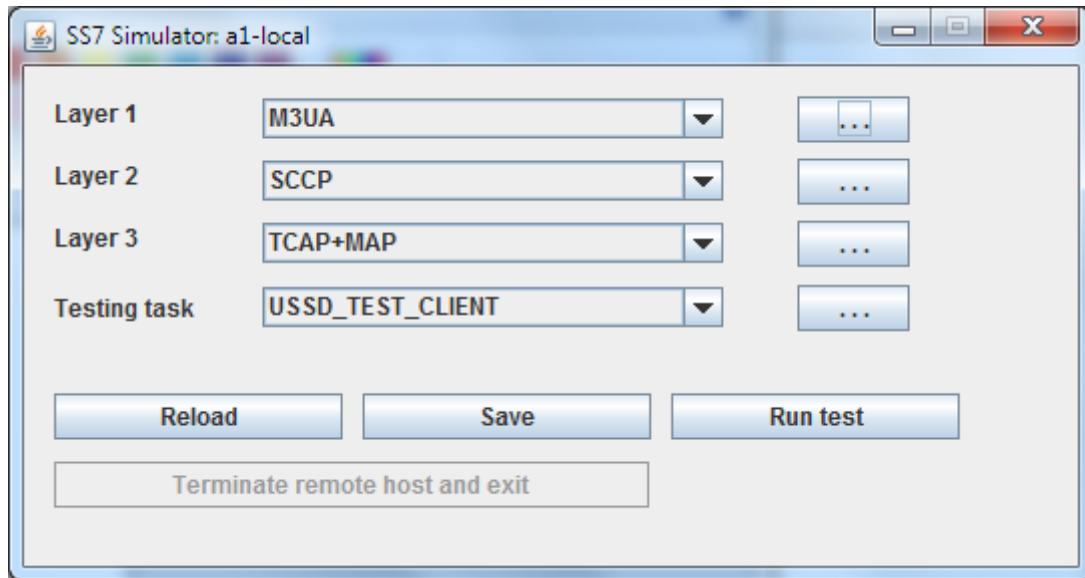 SS7 Simulator: a1-local
Layer 1 M3UA ...
Layer 2 SCCP ...
Layer 3 TCAP+MAP ...
Testing task USSD_TEST_CLIENT ...
Reload Save Run test
Terminate remote host and exit